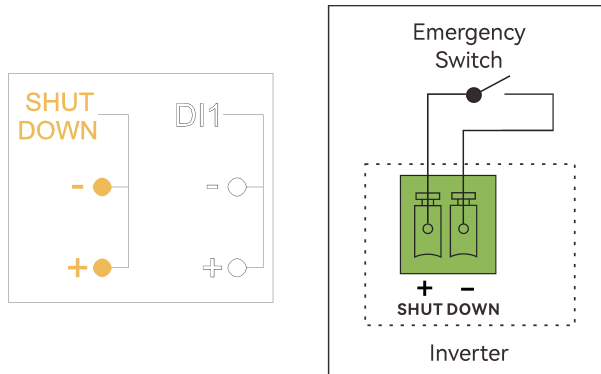 SHUT
DOWN
DI1
- -
+ +
Emergency
Switch
+ -
SHUT DOWN
Inverter